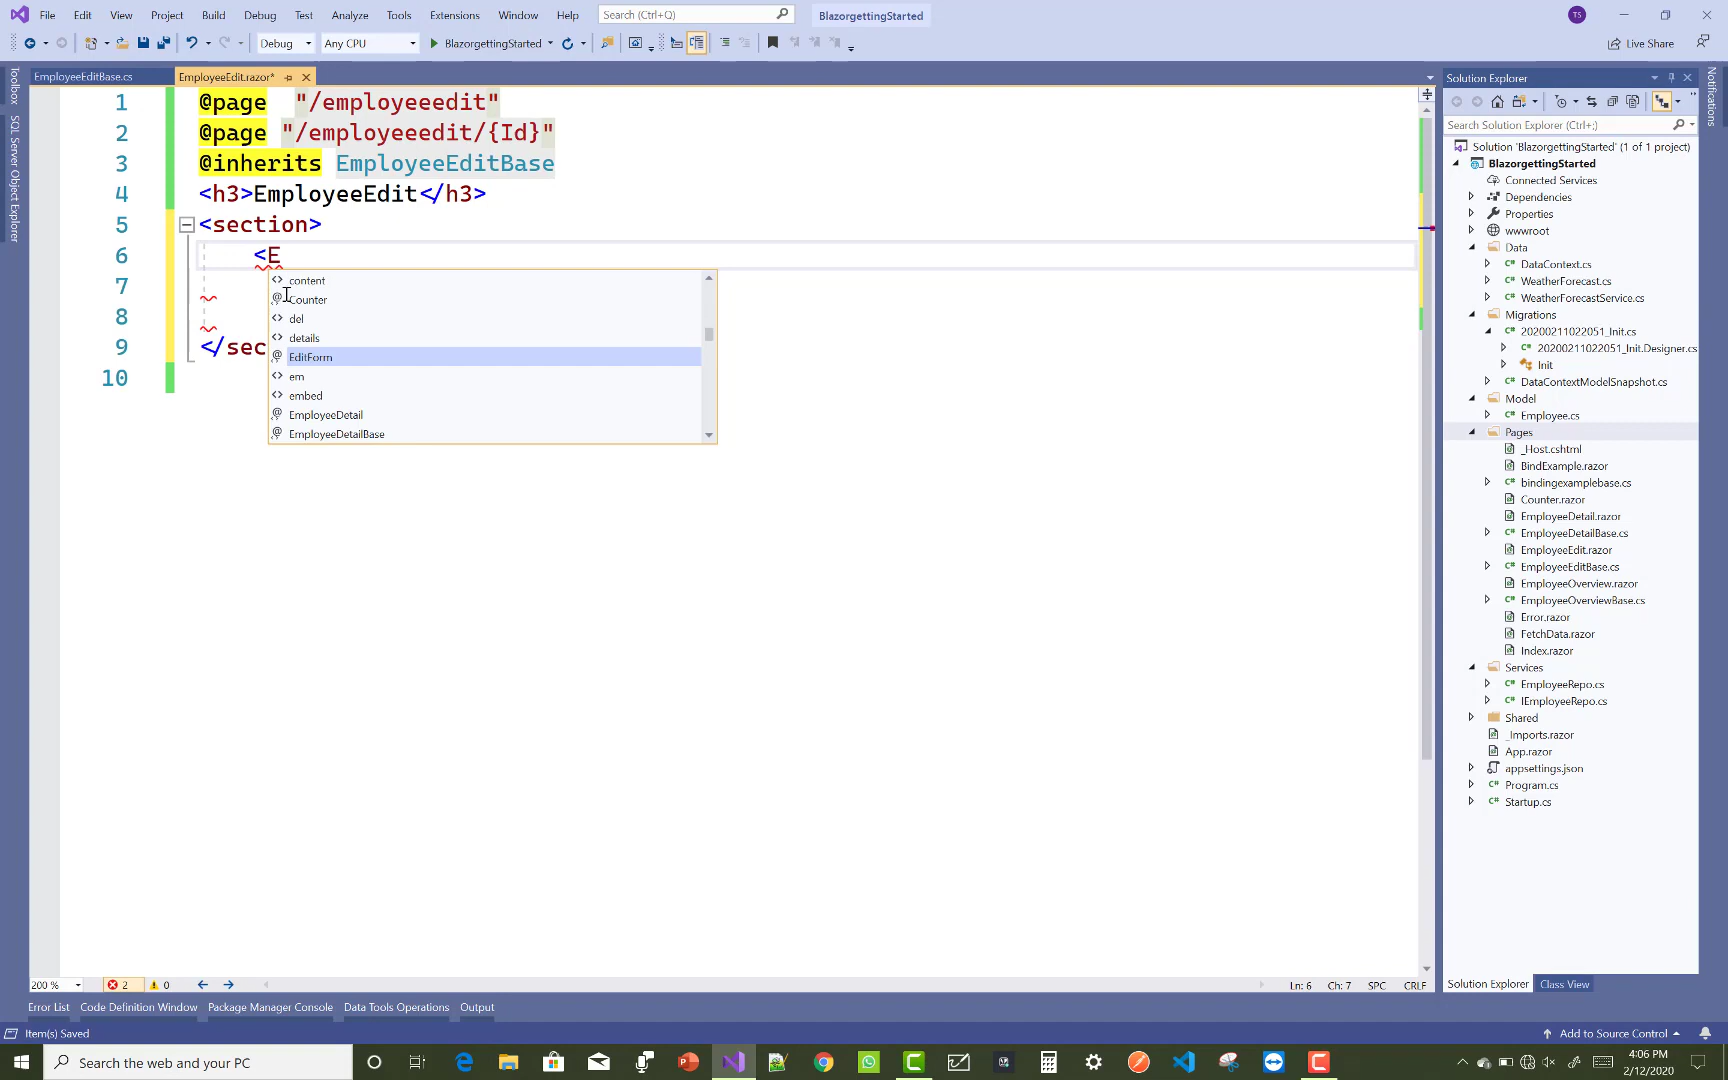 File Edit View Project Build Debug Test Analyze Tools Extensions Window Help Search (Ctrl+Q) BlazorgettingStarted TS
Debug Any CPU BlazorgettingStarted Live Share
EmployeeEditBase.cs EmployeeEdit.razor*
Toolbox
SQL Server Object Explorer
1 @page "/employeeedit"
2 @page "/employeeedit/{Id}"
3 @inherits EmployeeEditBase
4 <h3>EmployeeEdit</h3>
5 <section>
6 <E
7
8
9 </sec
10
content
Counter
del
details
EditForm
em
embed
EmployeeDetail
EmployeeDetailBase
200 % 2 0 Ln: 6 Ch: 7 SPC CRLF
Error List Code Definition Window Package Manager Console Data Tools Operations Output
Solution Explorer
Search Solution Explorer (Ctrl+;)
Solution 'BlazorgettingStarted' (1 of 1 project)
BlazorgettingStarted
Connected Services
Dependencies
Properties
wwwroot
Data
DataContext.cs
WeatherForecast.cs
WeatherForecastService.cs
Migrations
20200211022051_Init.cs
20200211022051_Init.Designer.cs
Init
DataContextModelSnapshot.cs
Model
Employee.cs
Pages
_Host.cshtml
BindExample.razor
bindingexamplebase.cs
Counter.razor
EmployeeDetail.razor
EmployeeDetailBase.cs
EmployeeEdit.razor
EmployeeEditBase.cs
EmployeeOverview.razor
EmployeeOverviewBase.cs
Error.razor
FetchData.razor
Index.razor
Services
EmployeeRepo.cs
IEmployeeRepo.cs
Shared
_Imports.razor
App.razor
appsettings.json
Program.cs
Startup.cs
Solution Explorer Class View
Notifications
Item(s) Saved Add to Source Control
Search the web and your PC
4:06 PM
2/12/2020